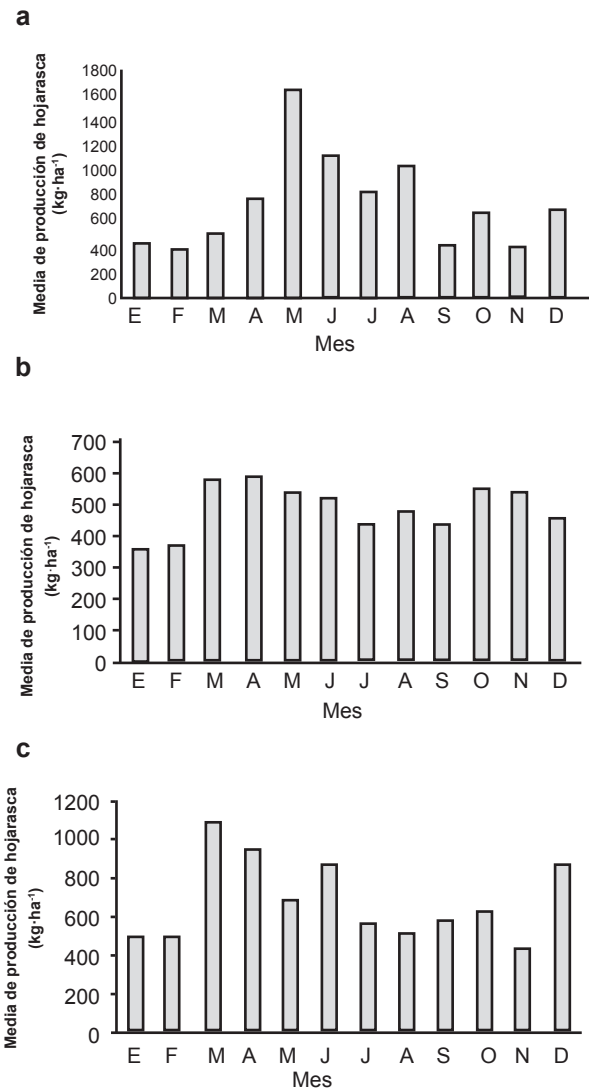 a
Media de producción de hojarasca
(kg·ha-1)
1800
1600
1400
1200
1000
800
600
400
200
0
E F M A M J J A S O N D
Mes
b
Media de producción de hojarasca
(kg·ha-1)
700
600
500
400
300
200
100
0
E F M A M J J A S O N D
Mes
c
Media de producción de hojarasca
(kg·ha-1)
1200
1000
800
600
400
200
0
E F M A M J J A S O N D
Mes